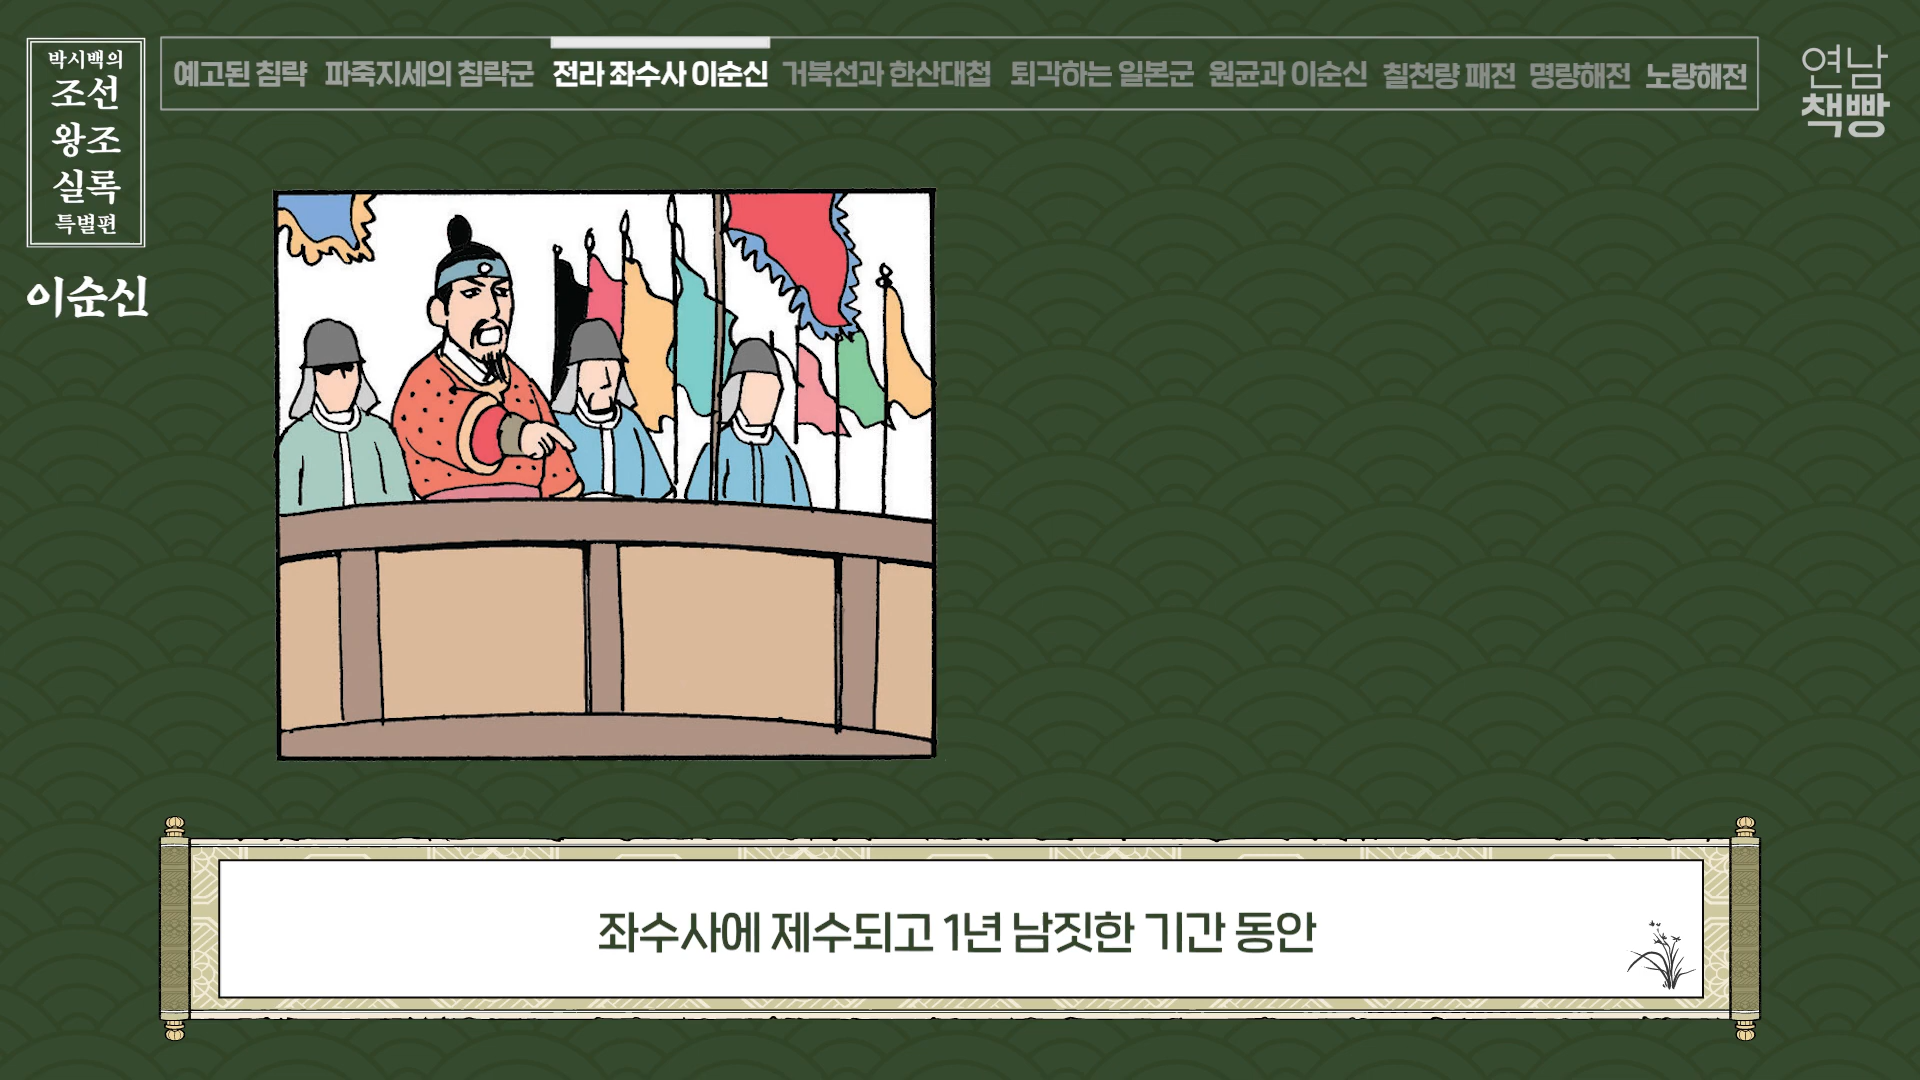 박시백의
조선
왕조
실록
특별편
이순신
예고된 침략 파죽지세의 침략군 전라 좌수사 이순신 거북선과 한산대첩 퇴각하는 일본군 원균과 이순신 칠천량 패전 명량해전 노량해전
연남
책빵
좌수사에 제수되고 1년 남짓한 기간 동안